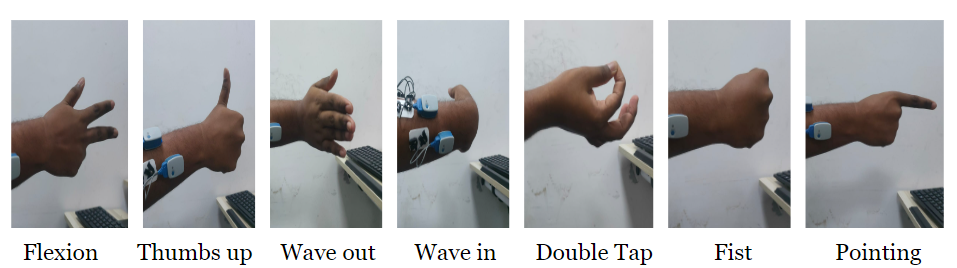 Flexion Thumbs up Wave out Wave in Double Tap Fist Pointing